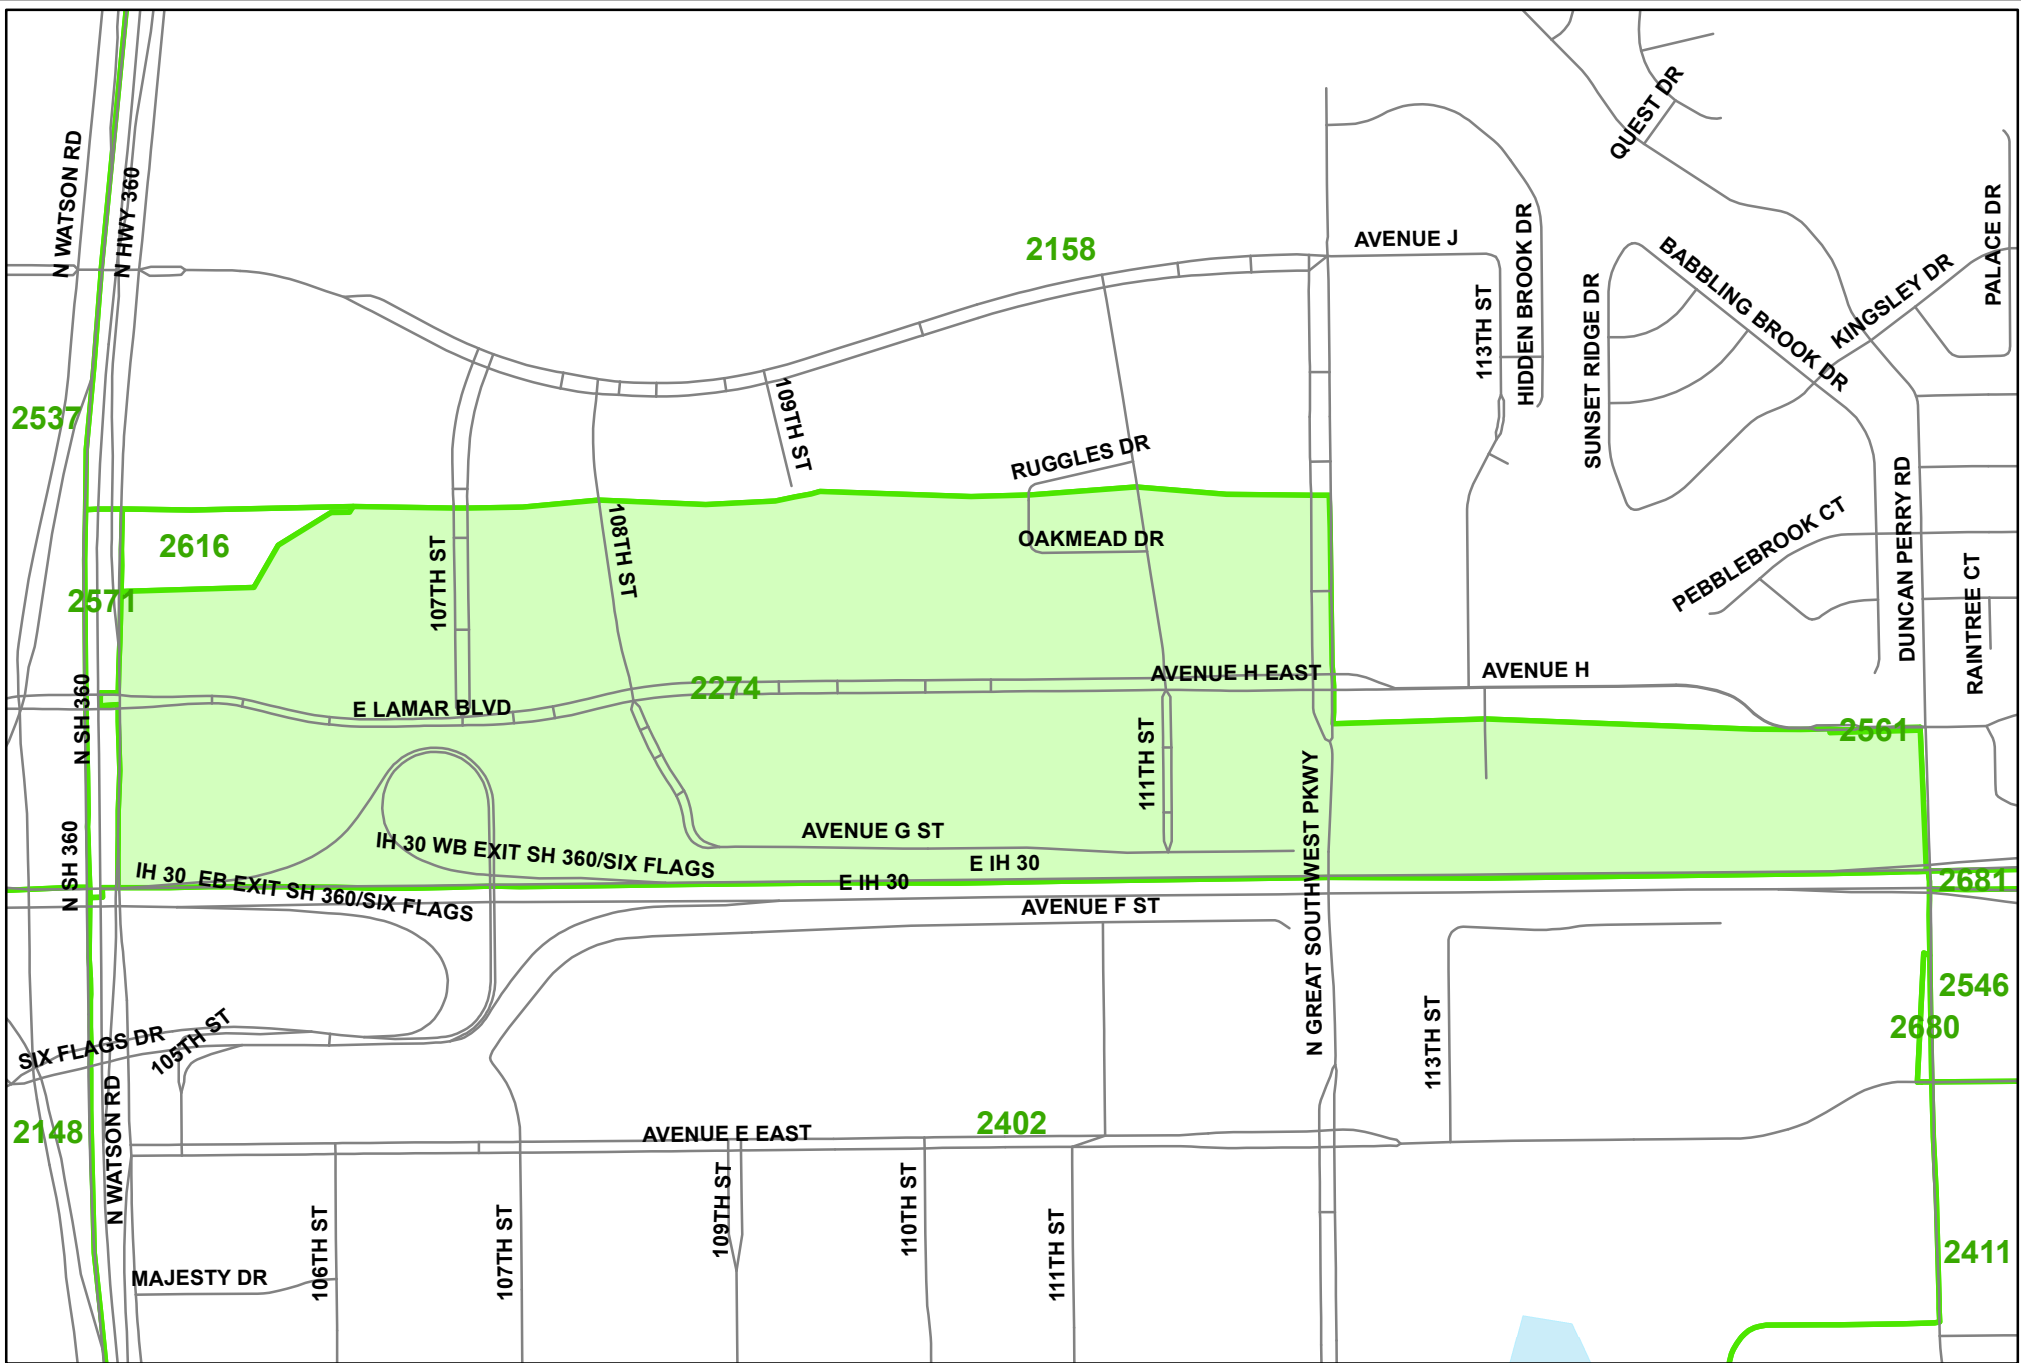 QUEST DR
N WATSON RD
N HWY 360
2158
AVENUE J
HIDDEN BROOK DR
BABBLING BROOK DR
KINGSLEY DR
PALACE DR
113TH ST
SUNSET RIDGE DR
2537
109TH ST
RUGGLES DR
2616
107TH ST
108TH ST
OAKMEAD DR
PEBBLEBROOK CT
DUNCAN PERRY RD
RAINTREE CT
2571
N SH 360
E LAMAR BLVD
2274
AVENUE H EAST
AVENUE H
2561
111TH ST
N GREAT SOUTHWEST PKWY
N SH 360
IH 30 WB EXIT SH 360/SIX FLAGS
AVENUE G ST
E IH 30
IH 30 EB EXIT SH 360/SIX FLAGS
E IH 30
2681
AVENUE F ST
2546
2680
SIX FLAGS DR
105TH ST
113TH ST
2148
N WATSON RD
AVENUE E EAST
2402
106TH ST
107TH ST
109TH ST
110TH ST
111TH ST
2411
MAJESTY DR